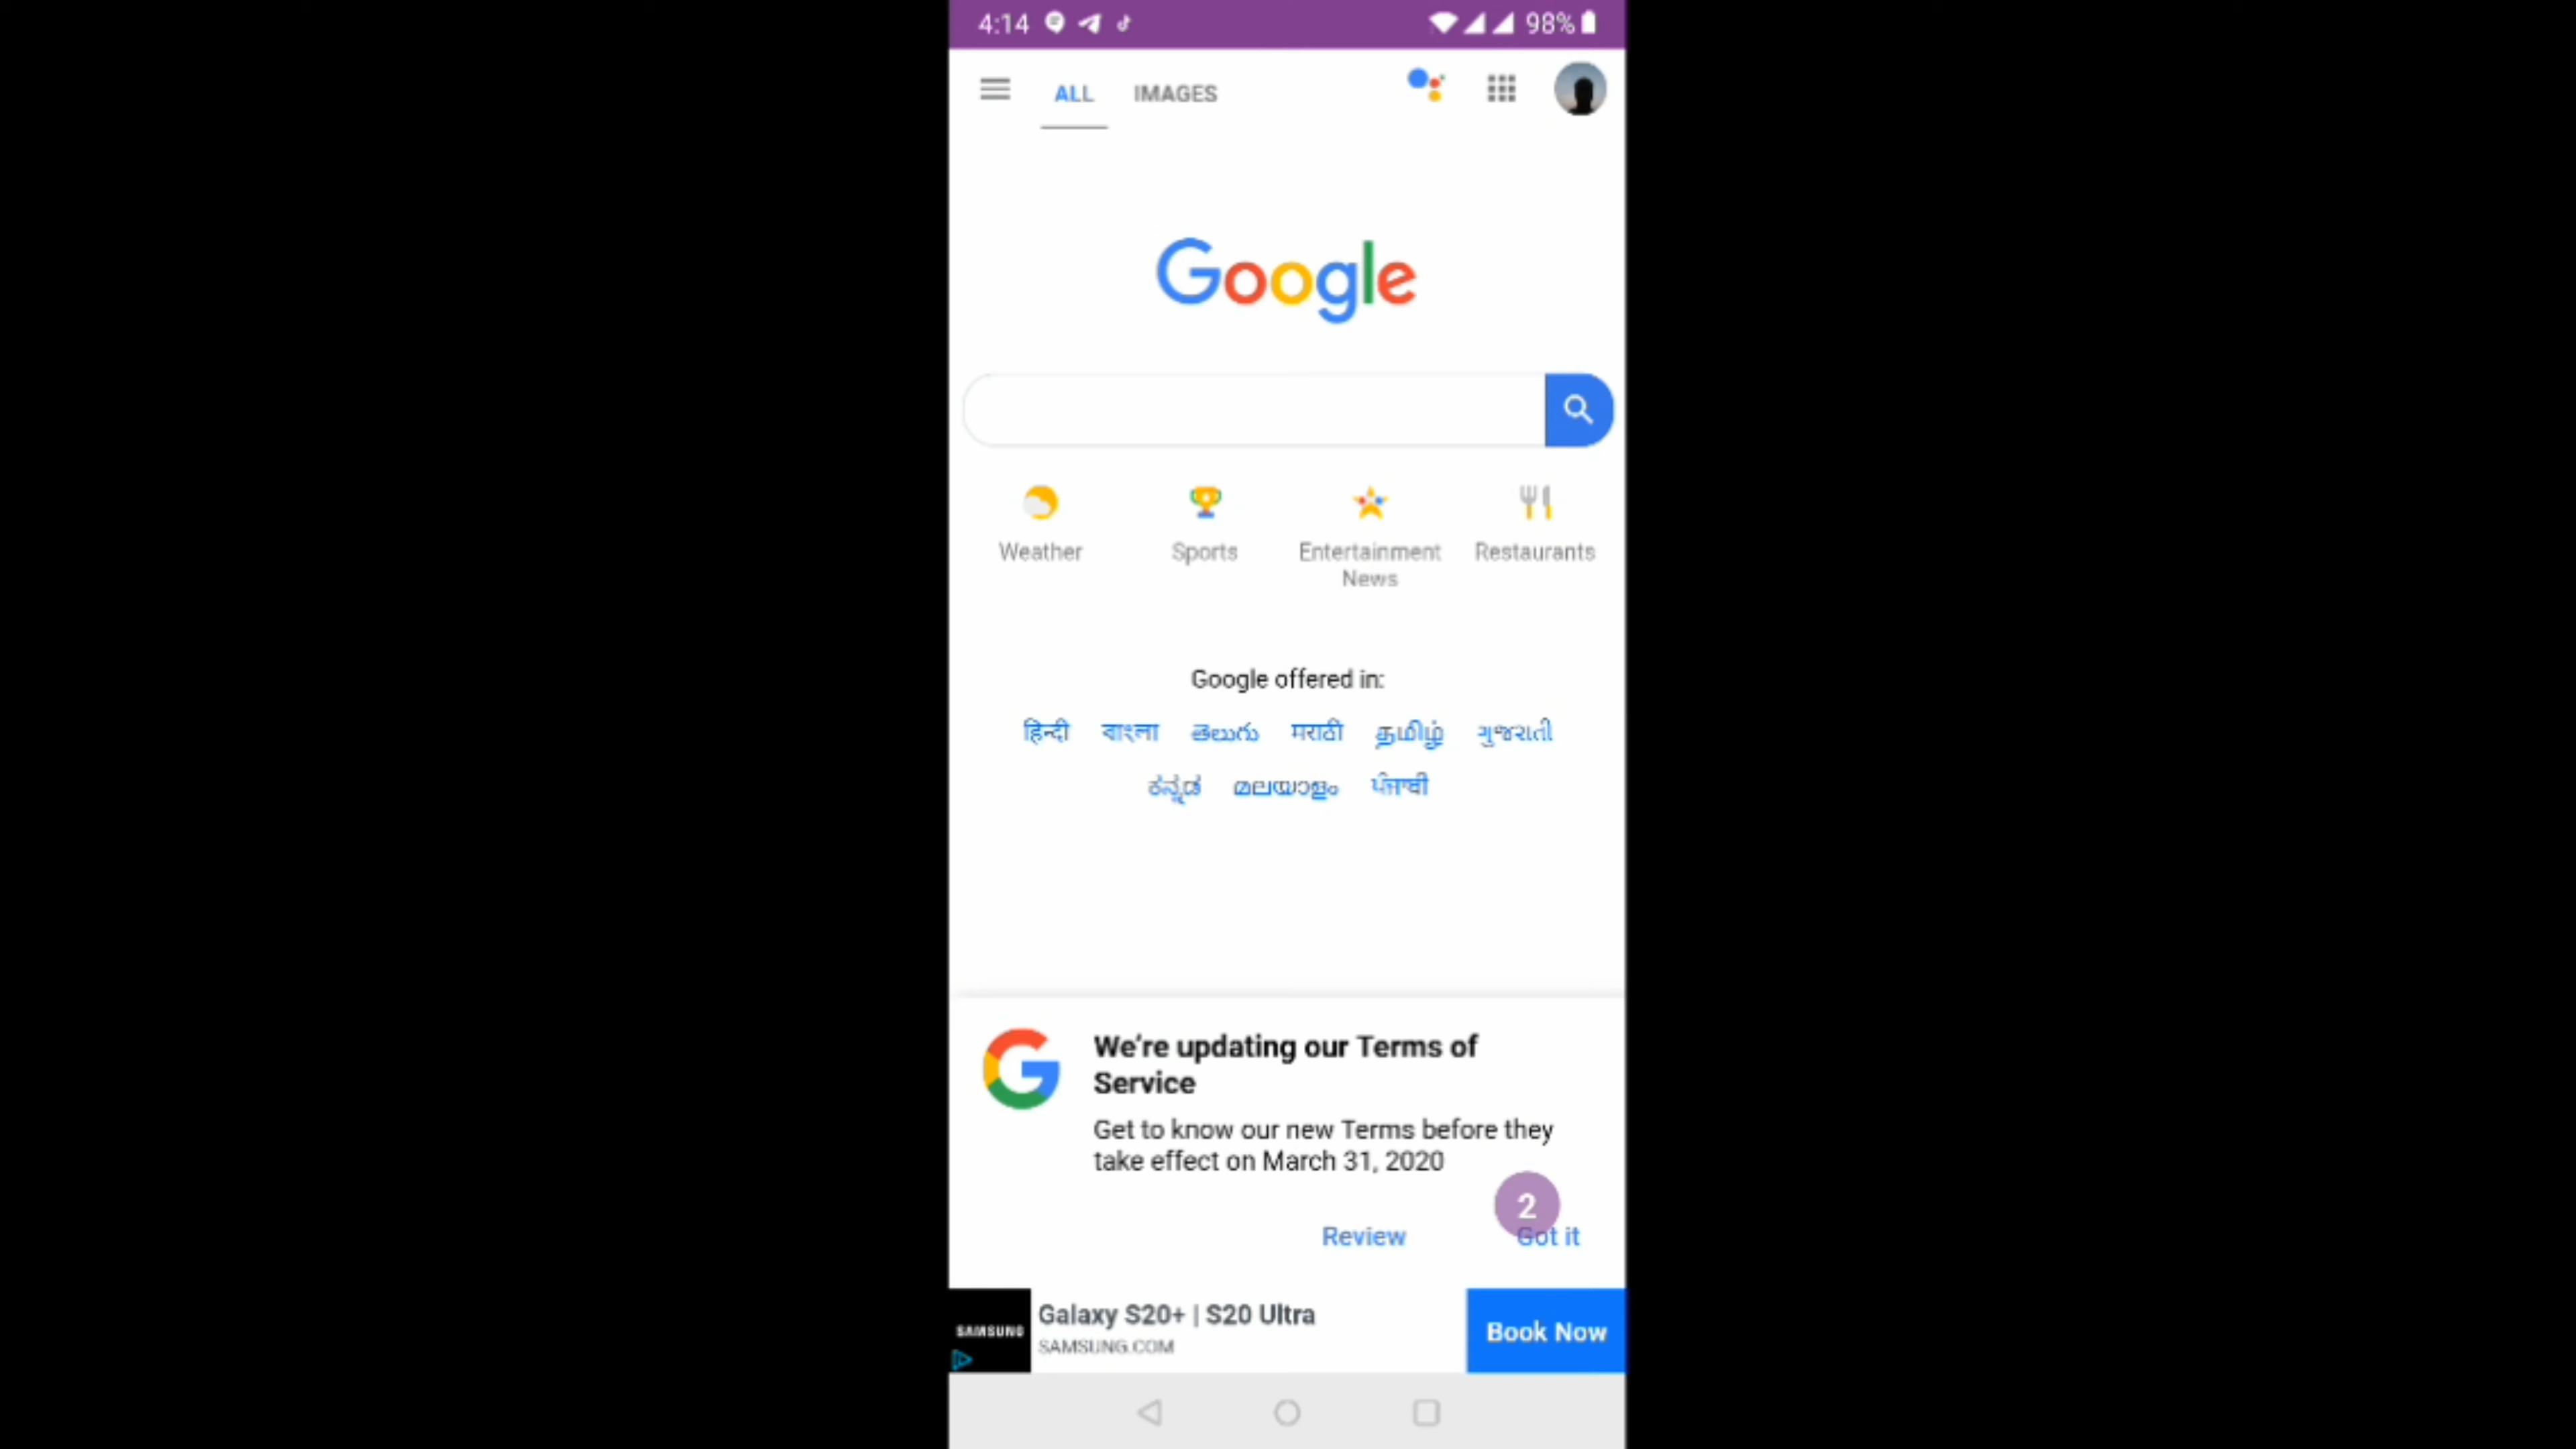 4:14 98%
ALL IMAGES
Google
Weather Sports Entertainment News Restaurants
Google offered in:
हिन्दी বাংলা తెలుగు मराठी தமிழ் ગુજરાતી
ಕನ್ನಡ മലയാളം ਪੰਜਾਬੀ
We're updating our Terms of
Service
Get to know our new Terms before they
take effect on March 31, 2020
2
Review Got it
SAMSUNG
Galaxy S20+ | S20 Ultra
SAMSUNG.COM
Book Now